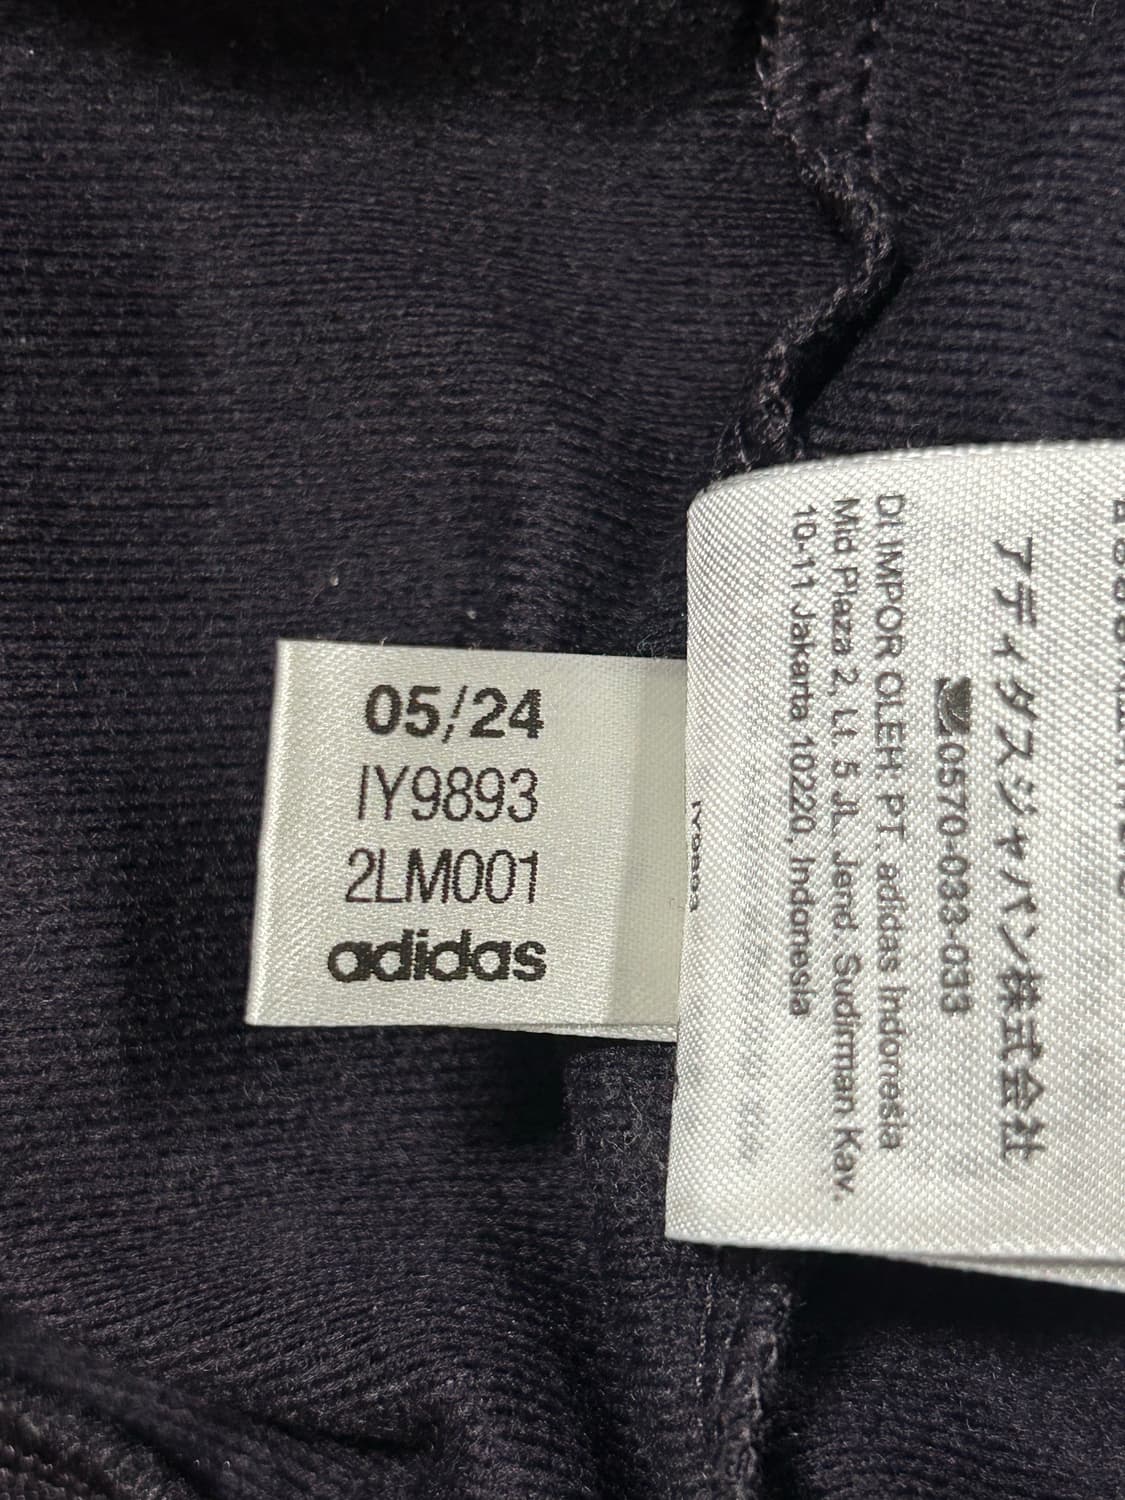 05/24
IY9893
2LM001
adidas
IY9893
アディダスジャパン株式会社
0570-033-033
DI IMPOR OLEH: PT. adidas Indonesia
Mid Plaza 2, Lt. 5 JL. Jend. Sudirman Kav.
10-11 Jakarta 10220, Indonesia